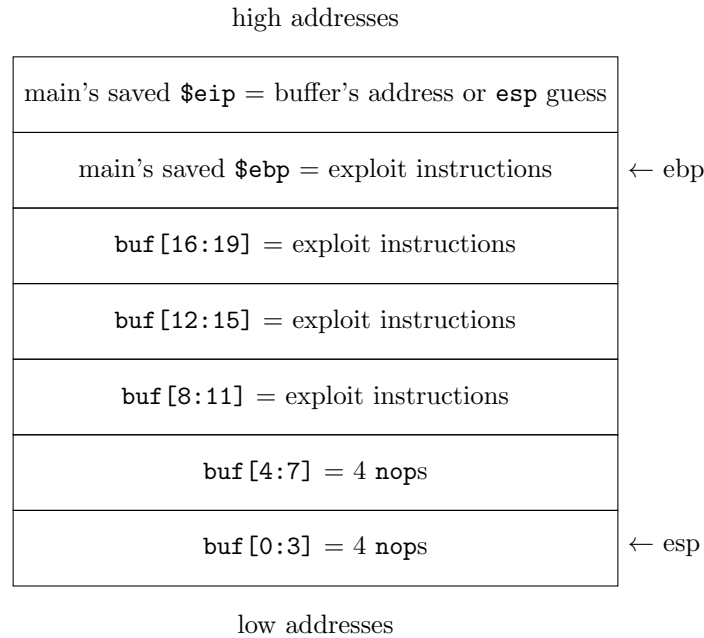 high addresses
main's saved $eip = buffer's address or esp guess
main's saved $ebp = exploit instructions ← ebp
buf[16:19] = exploit instructions
buf[12:15] = exploit instructions
buf[8:11] = exploit instructions
buf[4:7] = 4 nops
buf[0:3] = 4 nops ← esp
low addresses